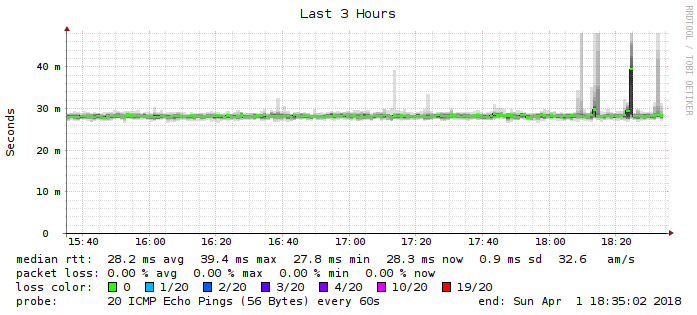 Last 3 Hours
RRDTOOL / TOBI OETIKER
Seconds
40 m
30 m
20 m
10 m
0
15:40 16:00 16:20 16:40 17:00 17:20 17:40 18:00 18:20
median rtt: 28.2 ms avg 39.4 ms max 27.8 ms min 28.3 ms now 0.9 ms sd 32.6 am/s
packet loss: 0.00 % avg 0.00 % max 0.00 % min 0.00 % now
loss color: 0 1/20 2/20 3/20 4/20 10/20 19/20
probe: 20 ICMP Echo Pings (56 Bytes) every 60s end: Sun Apr 1 18:35:02 2018